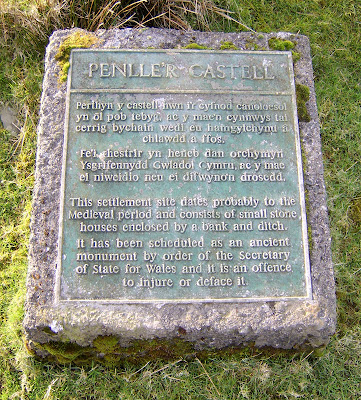 PENLLE'R CASTELL
Perthyn y castell hwn i'r cyfnod canoloesol
yn ôl pob tebyg, ac y mae'n cynnwys tai
cerrig bychain wedi eu hamgylchynu â
chlawdd a ffos.
Fe'i rhestrir yn heneb dan orchymyn
Ysgrifennydd Gwladol Cymru, ac y mae
ei niweidio neu ei difwyno'n drosedd.
This settlement site dates probably to the
Medieval period and consists of small stone
houses enclosed by a bank and ditch.
It has been scheduled as an ancient
monument by order of the Secretary
of State for Wales and it is an offence
to injure or deface it.